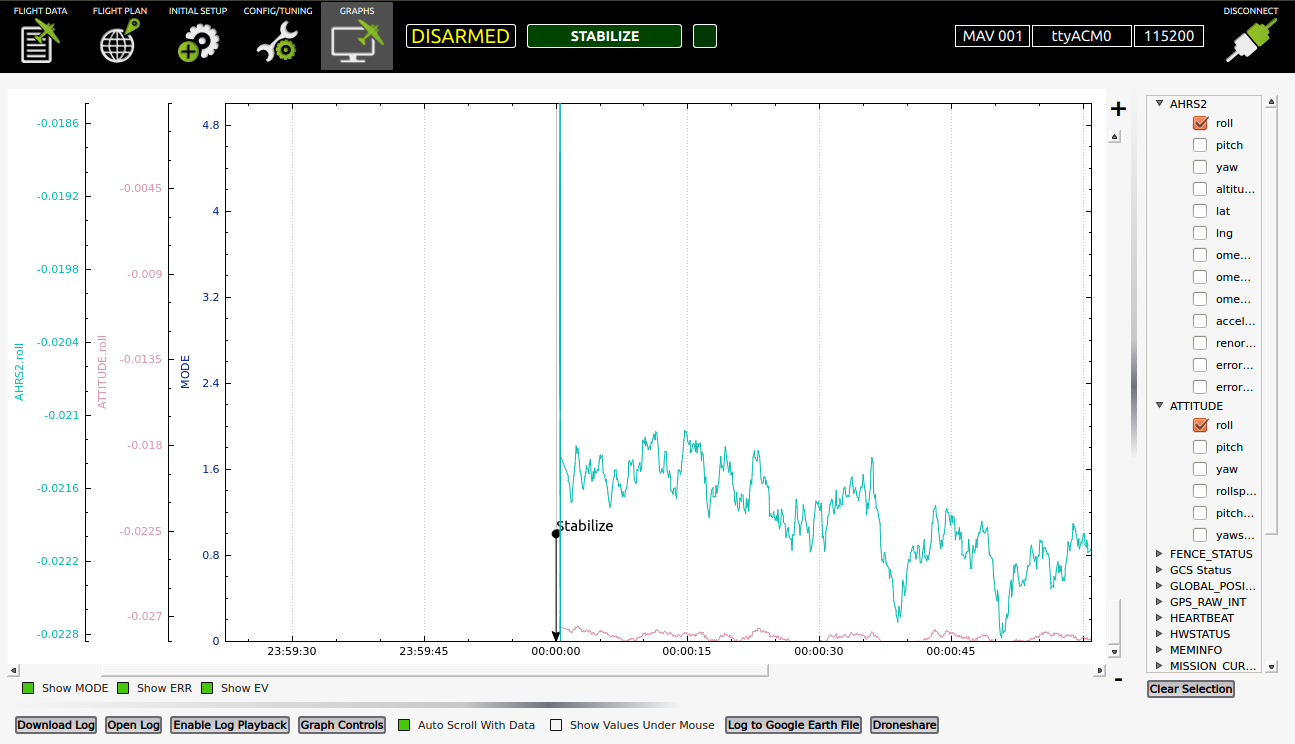 FLIGHT DATA
FLIGHT PLAN
INITIAL SETUP
CONFIG/TUNING
GRAPHS
DISARMED
STABILIZE
MAV 001
ttyACM0
115200
DISCONNECT
AHRS2.roll
-0.0186
-0.0192
-0.0198
-0.0204
-0.021
-0.0216
-0.0222
-0.0228
ATTITUDE.roll
-0.0045
-0.009
-0.0135
-0.018
-0.0225
-0.027
MODE
4.8
4
3.2
2.4
1.6
0.8
0
Stabilize
23:59:30
23:59:45
00:00:00
00:00:15
00:00:30
00:00:45
+
-
AHRS2
roll
pitch
yaw
altitu...
lat
lng
ome...
ome...
ome...
accel...
renor...
error...
error...
ATTITUDE
roll
pitch
yaw
rollsp...
pitch...
yaws...
FENCE_STATUS
GCS Status
GLOBAL_POSI...
GPS_RAW_INT
HEARTBEAT
HWSTATUS
MEMINFO
MISSION_CUR...
Clear Selection
Show MODE
Show ERR
Show EV
Download Log
Open Log
Enable Log Playback
Graph Controls
Auto Scroll With Data
Show Values Under Mouse
Log to Google Earth File
Droneshare